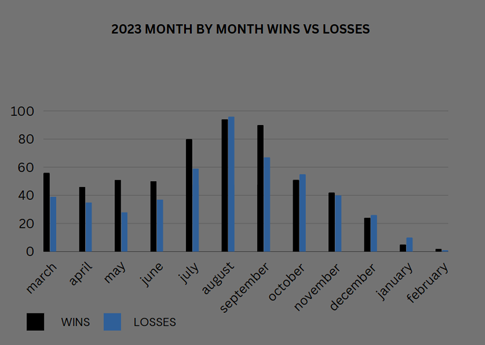 2023 MONTH BY MONTH WINS VS LOSSES
100
80
60
40
20
0
march
april
may
june
july
august
september
october
november
december
january
february
WINS
LOSSES